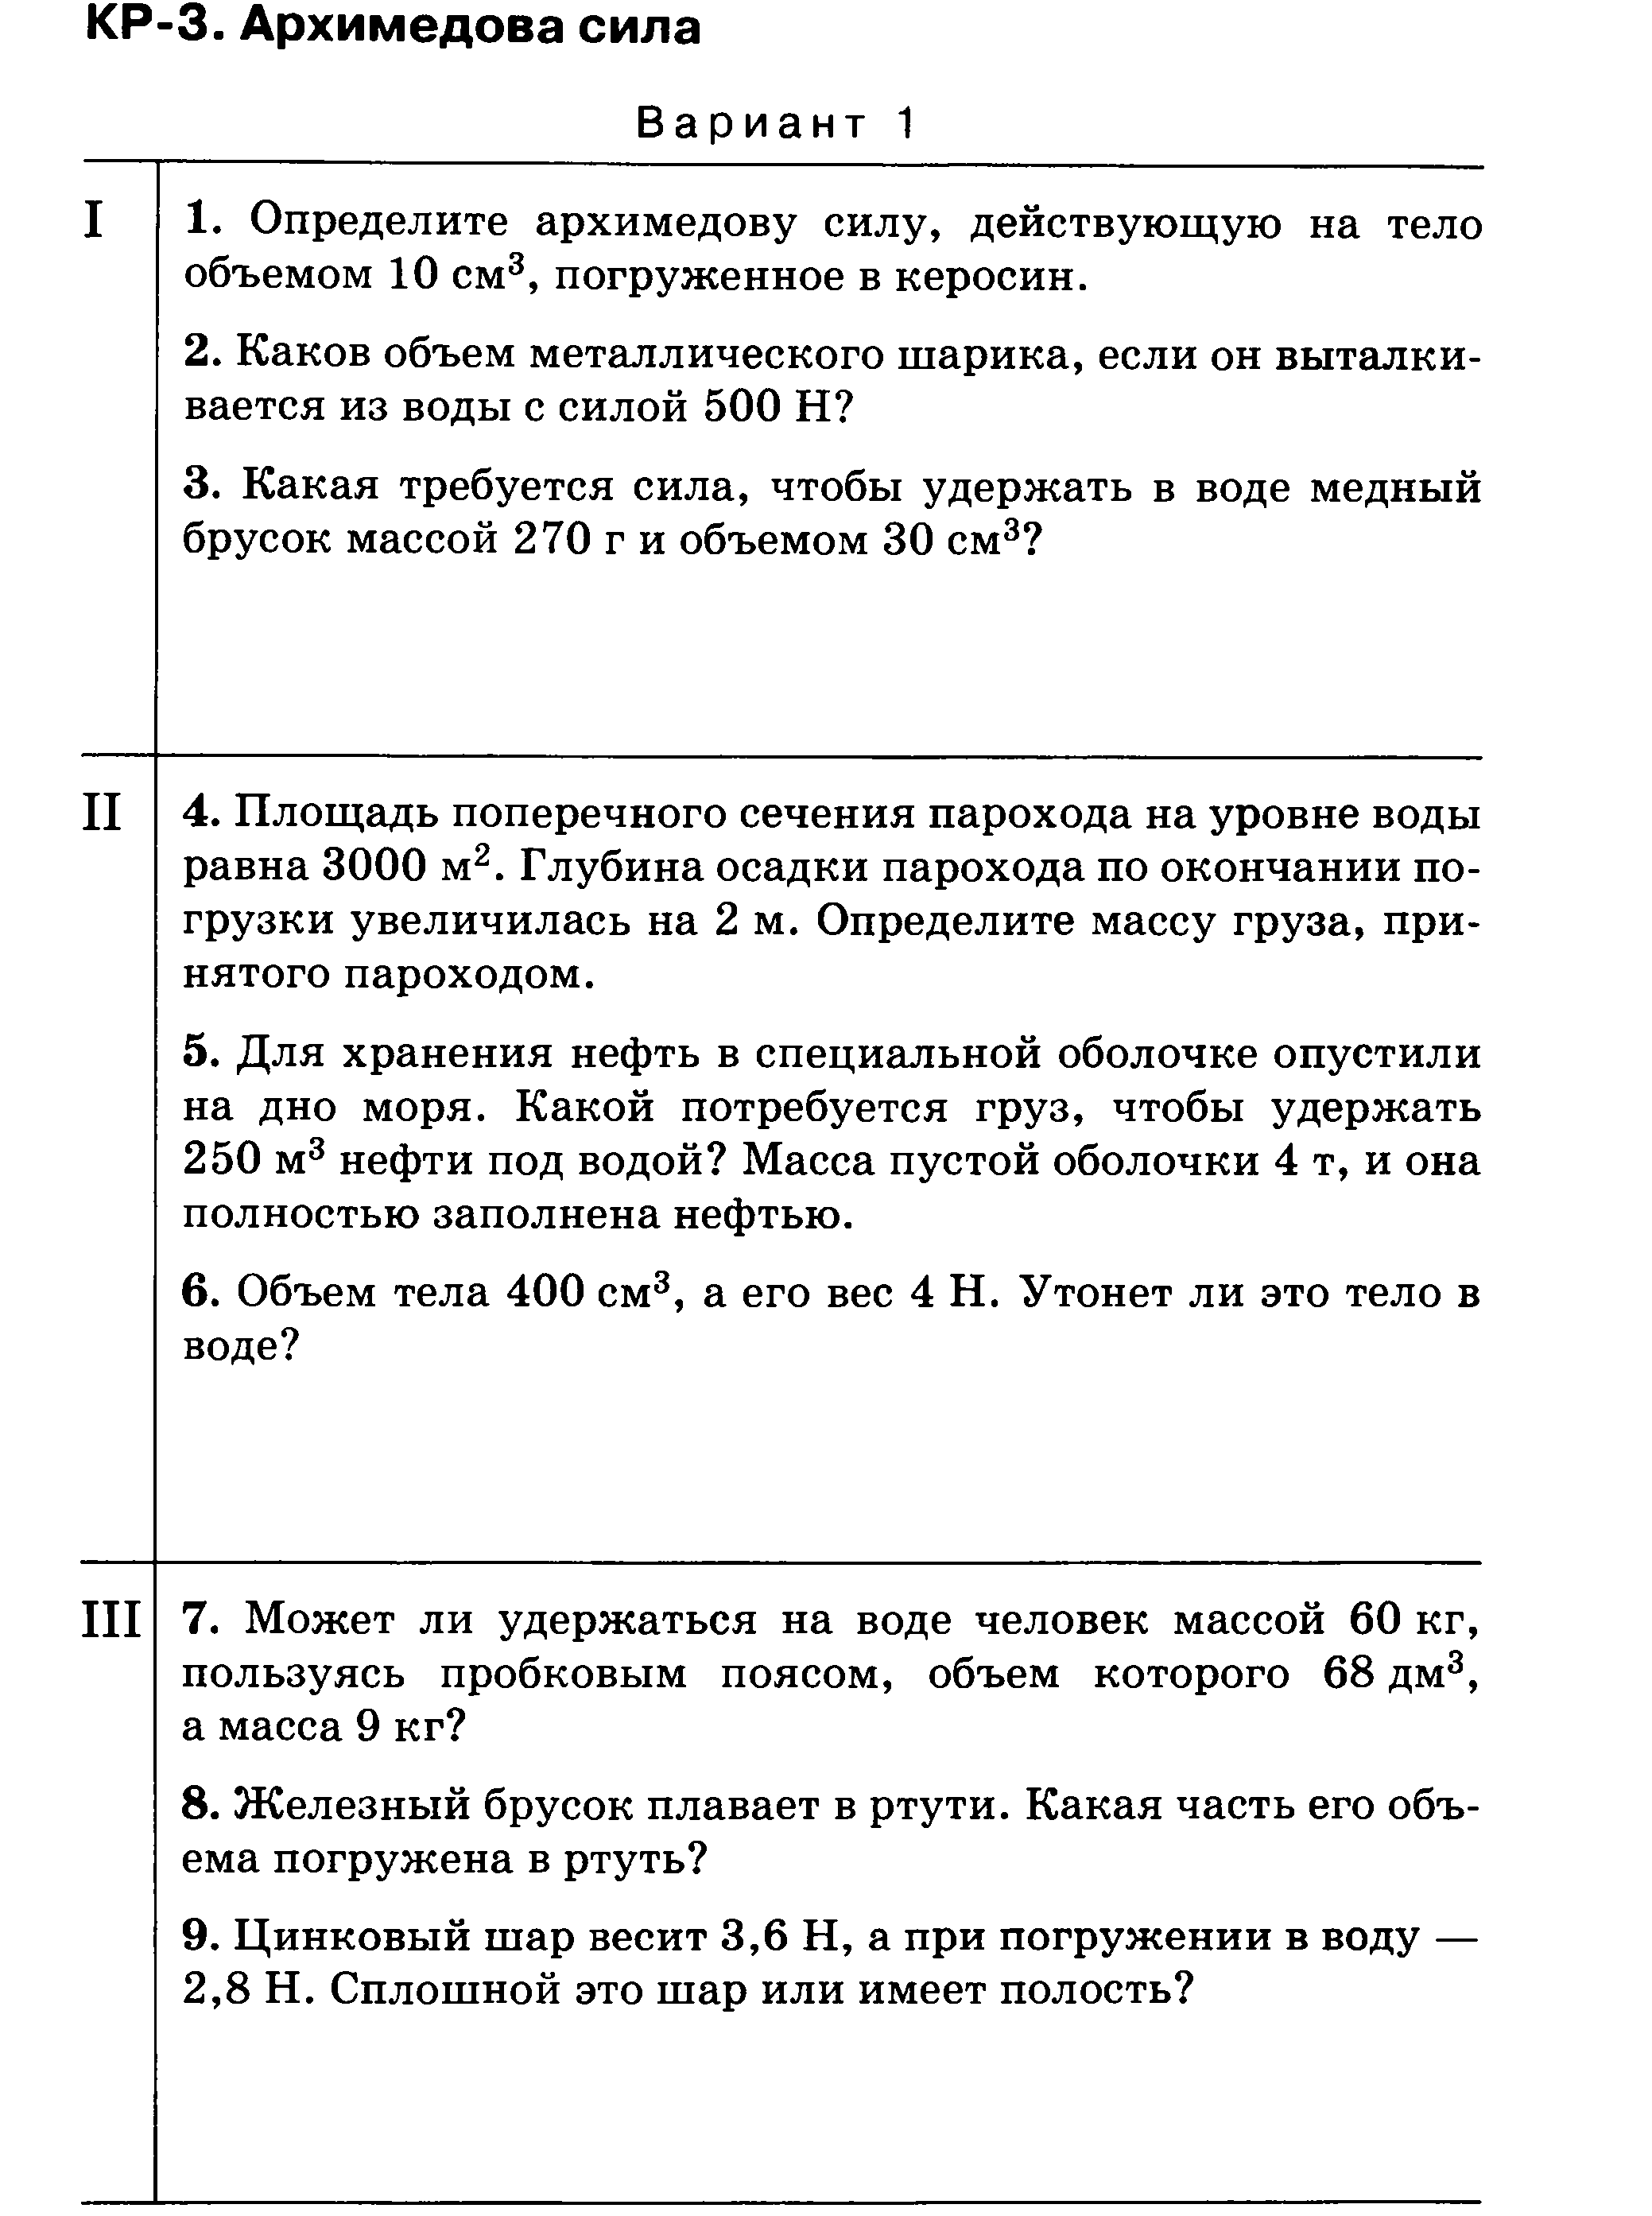 КР-3. Архимедова сила
Вариант 1
I
1. Определите архимедову силу, действующую на тело
объемом 10 см³, погруженное в керосин.
2. Каков объем металлического шарика, если он выталки-
вается из воды с силой 500 Н?
3. Какая требуется сила, чтобы удержать в воде медный
брусок массой 270 г и объемом 30 см³?
II
4. Площадь поперечного сечения парохода на уровне воды
равна 3000 м². Глубина осадки парохода по окончании по-
грузки увеличилась на 2 м. Определите массу груза, при-
нятого пароходом.
5. Для хранения нефть в специальной оболочке опустили
на дно моря. Какой потребуется груз, чтобы удержать
250 м³ нефти под водой? Масса пустой оболочки 4 т, и она
полностью заполнена нефтью.
6. Объем тела 400 см³, а его вес 4 Н. Утонет ли это тело в
воде?
III
7. Может ли удержаться на воде человек массой 60 кг,
пользуясь пробковым поясом, объем которого 68 дм³,
а масса 9 кг?
8. Железный брусок плавает в ртути. Какая часть его объ-
ема погружена в ртуть?
9. Цинковый шар весит 3,6 Н, а при погружении в воду —
2,8 Н. Сплошной это шар или имеет полость?